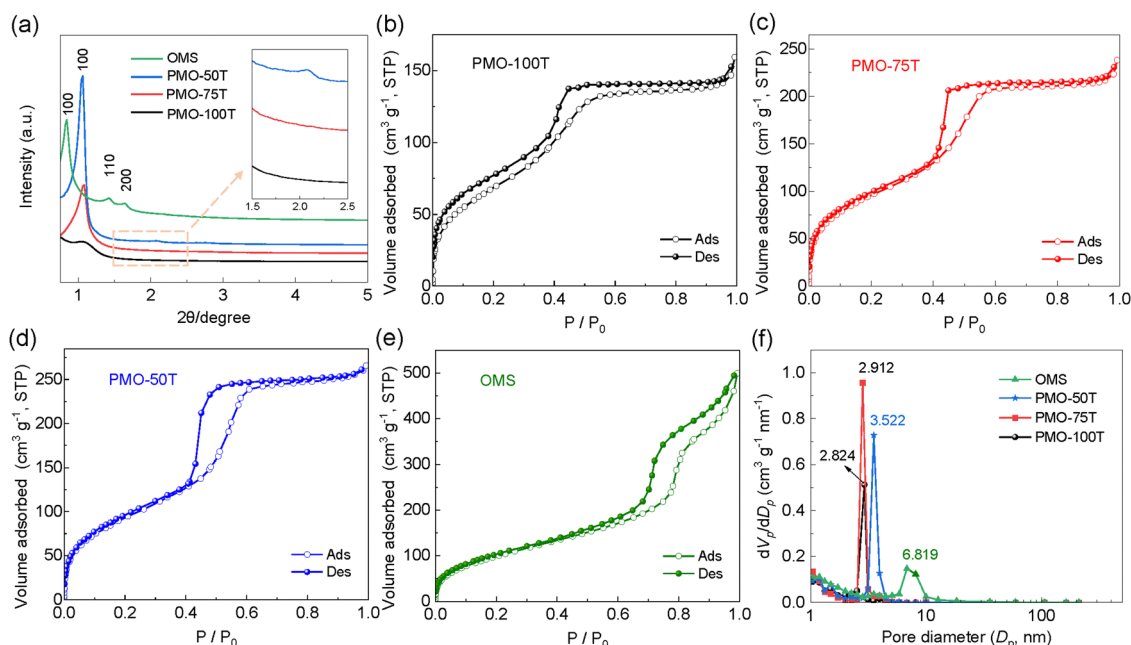 (a)
100
100
110
200
OMS
PMO-50T
PMO-75T
PMO-100T
1.5 2.0 2.5
Intensity (a.u.)
1 2 3 4 5
2θ/degree
(b)
PMO-100T
Volume adsorbed (cm³ g⁻¹, STP)
200
150
100
50
0
Ads
Des
0.0 0.2 0.4 0.6 0.8 1.0
P / P₀
(c)
PMO-75T
Volume adsorbed (cm³ g⁻¹, STP)
250
200
150
100
50
0
Ads
Des
0.0 0.2 0.4 0.6 0.8 1.0
P / P₀
(d)
PMO-50T
Volume adsorbed (cm³ g⁻¹, STP)
300
250
200
150
100
50
0
Ads
Des
0.0 0.2 0.4 0.6 0.8 1.0
P / P₀
(e)
OMS
Volume adsorbed (cm³ g⁻¹, STP)
500
400
300
200
100
0
Ads
Des
0.0 0.2 0.4 0.6 0.8 1.0
P / P₀
(f)
2.912
3.522
2.824
6.819
OMS
PMO-50T
PMO-75T
PMO-100T
dVₚ/dDₚ (cm³ g⁻¹ nm⁻¹)
1.0
0.8
0.6
0.4
0.2
0.0
1 10 100
Pore diameter (Dₚ, nm)